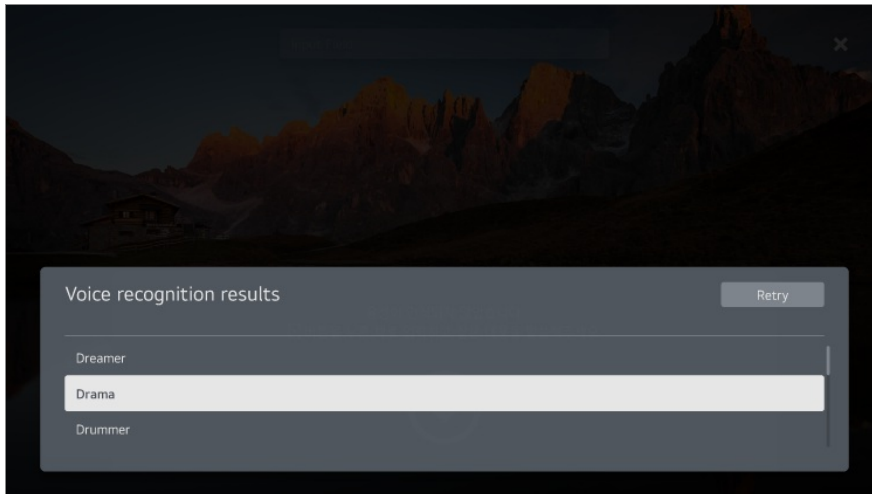 Voice recognition results
Retry
Dreamer
Drama
Drummer